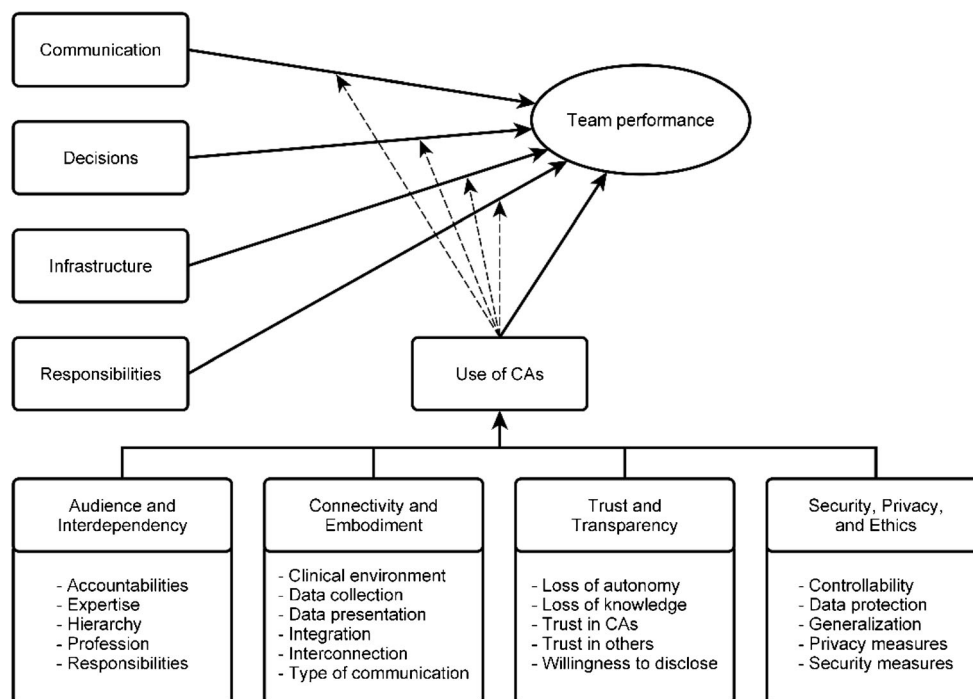 Communication
Team performance
Decisions
Infrastructure
Responsibilities
Use of CAs
Audience and
Interdependency
- Accountabilities
- Expertise
- Hierarchy
- Profession
- Responsibilities
Connectivity and
Embodiment
- Clinical environment
- Data collection
- Data presentation
- Integration
- Interconnection
- Type of communication
Trust and
Transparency
- Loss of autonomy
- Loss of knowledge
- Trust in CAs
- Trust in others
- Willingness to disclose
Security, Privacy,
and Ethics
- Controllability
- Data protection
- Generalization
- Privacy measures
- Security measures